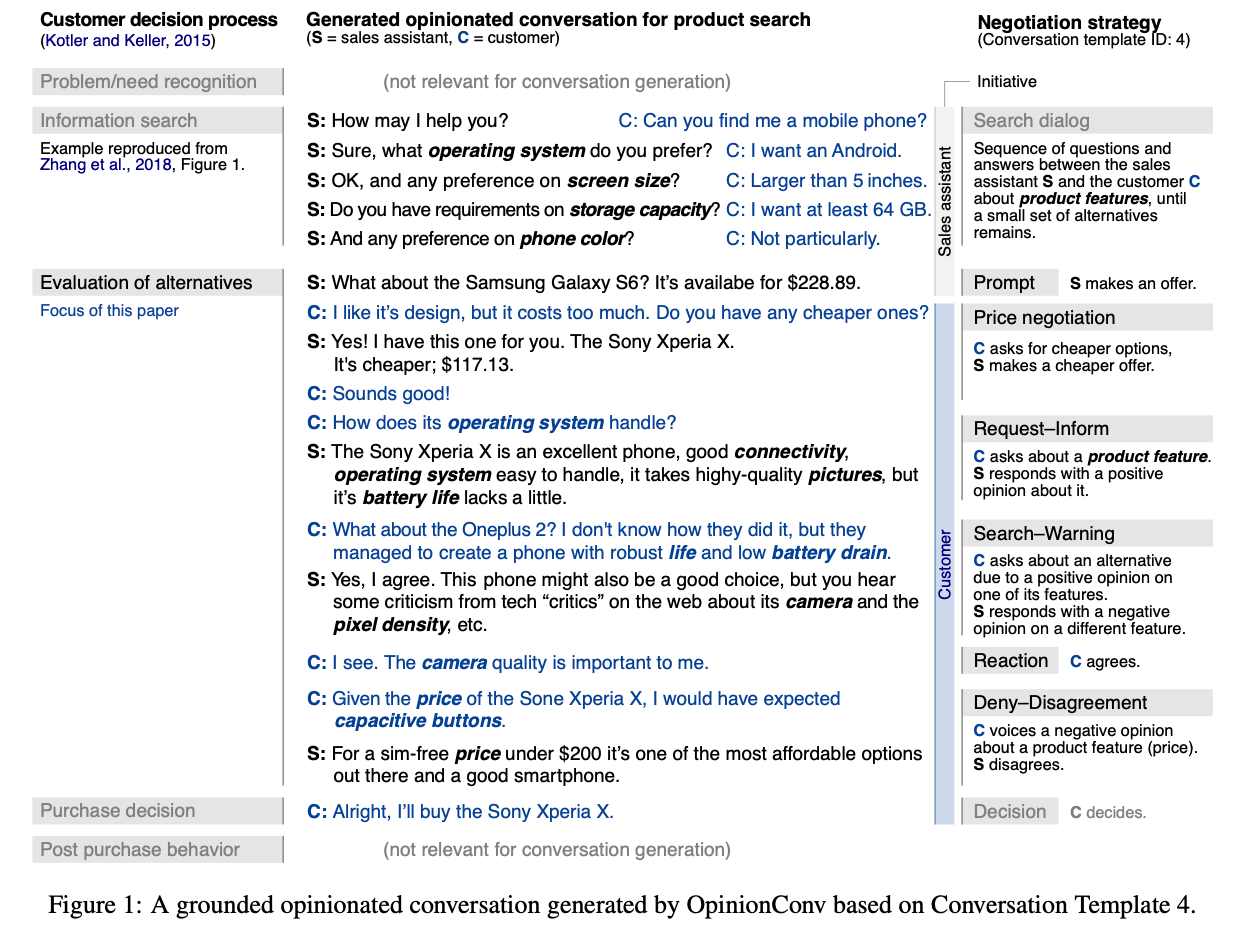 Customer decision process
(Kotler and Keller, 2015)
Generated opinionated conversation for product search
(S = sales assistant, C = customer)
Negotiation strategy
(Conversation template ID: 4)
Problem/need recognition
(not relevant for conversation generation)
Initiative
Information search
Example reproduced from
Zhang et al., 2018, Figure 1.
S: How may I help you? C: Can you find me a mobile phone?
S: Sure, what operating system do you prefer? C: I want an Android.
S: OK, and any preference on screen size? C: Larger than 5 inches.
S: Do you have requirements on storage capacity? C: I want at least 64 GB.
S: And any preference on phone color? C: Not particularly.
Sales assistant
Search dialog
Sequence of questions and
answers between the sales
assistant S and the customer C
about product features, until
a small set of alternatives
remains.
Evaluation of alternatives
Focus of this paper
S: What about the Samsung Galaxy S6? It's availabe for $228.89.
Prompt S makes an offer.
C: I like it's design, but it costs too much. Do you have any cheaper ones?
S: Yes! I have this one for you. The Sony Xperia X.
It's cheaper; $117.13.
C: Sounds good!
Price negotiation
C asks for cheaper options,
S makes a cheaper offer.
C: How does its operating system handle?
S: The Sony Xperia X is an excellent phone, good connectivity,
operating system easy to handle, it takes highy-quality pictures, but
it's battery life lacks a little.
Request–Inform
C asks about a product feature.
S responds with a positive
opinion about it.
C: What about the Oneplus 2? I don't know how they did it, but they
managed to create a phone with robust life and low battery drain.
S: Yes, I agree. This phone might also be a good choice, but you hear
some criticism from tech “critics” on the web about its camera and the
pixel density, etc.
Customer
Search–Warning
C asks about an alternative
due to a positive opinion on
one of its features.
S responds with a negative
opinion on a different feature.
C: I see. The camera quality is important to me.
Reaction C agrees.
C: Given the price of the Sone Xperia X, I would have expected
capacitive buttons.
S: For a sim-free price under $200 it's one of the most affordable options
out there and a good smartphone.
Deny–Disagreement
C voices a negative opinion
about a product feature (price).
S disagrees.
Purchase decision
C: Alright, I'll buy the Sony Xperia X.
Decision C decides.
Post purchase behavior
(not relevant for conversation generation)
Figure 1: A grounded opinionated conversation generated by OpinionConv based on Conversation Template 4.